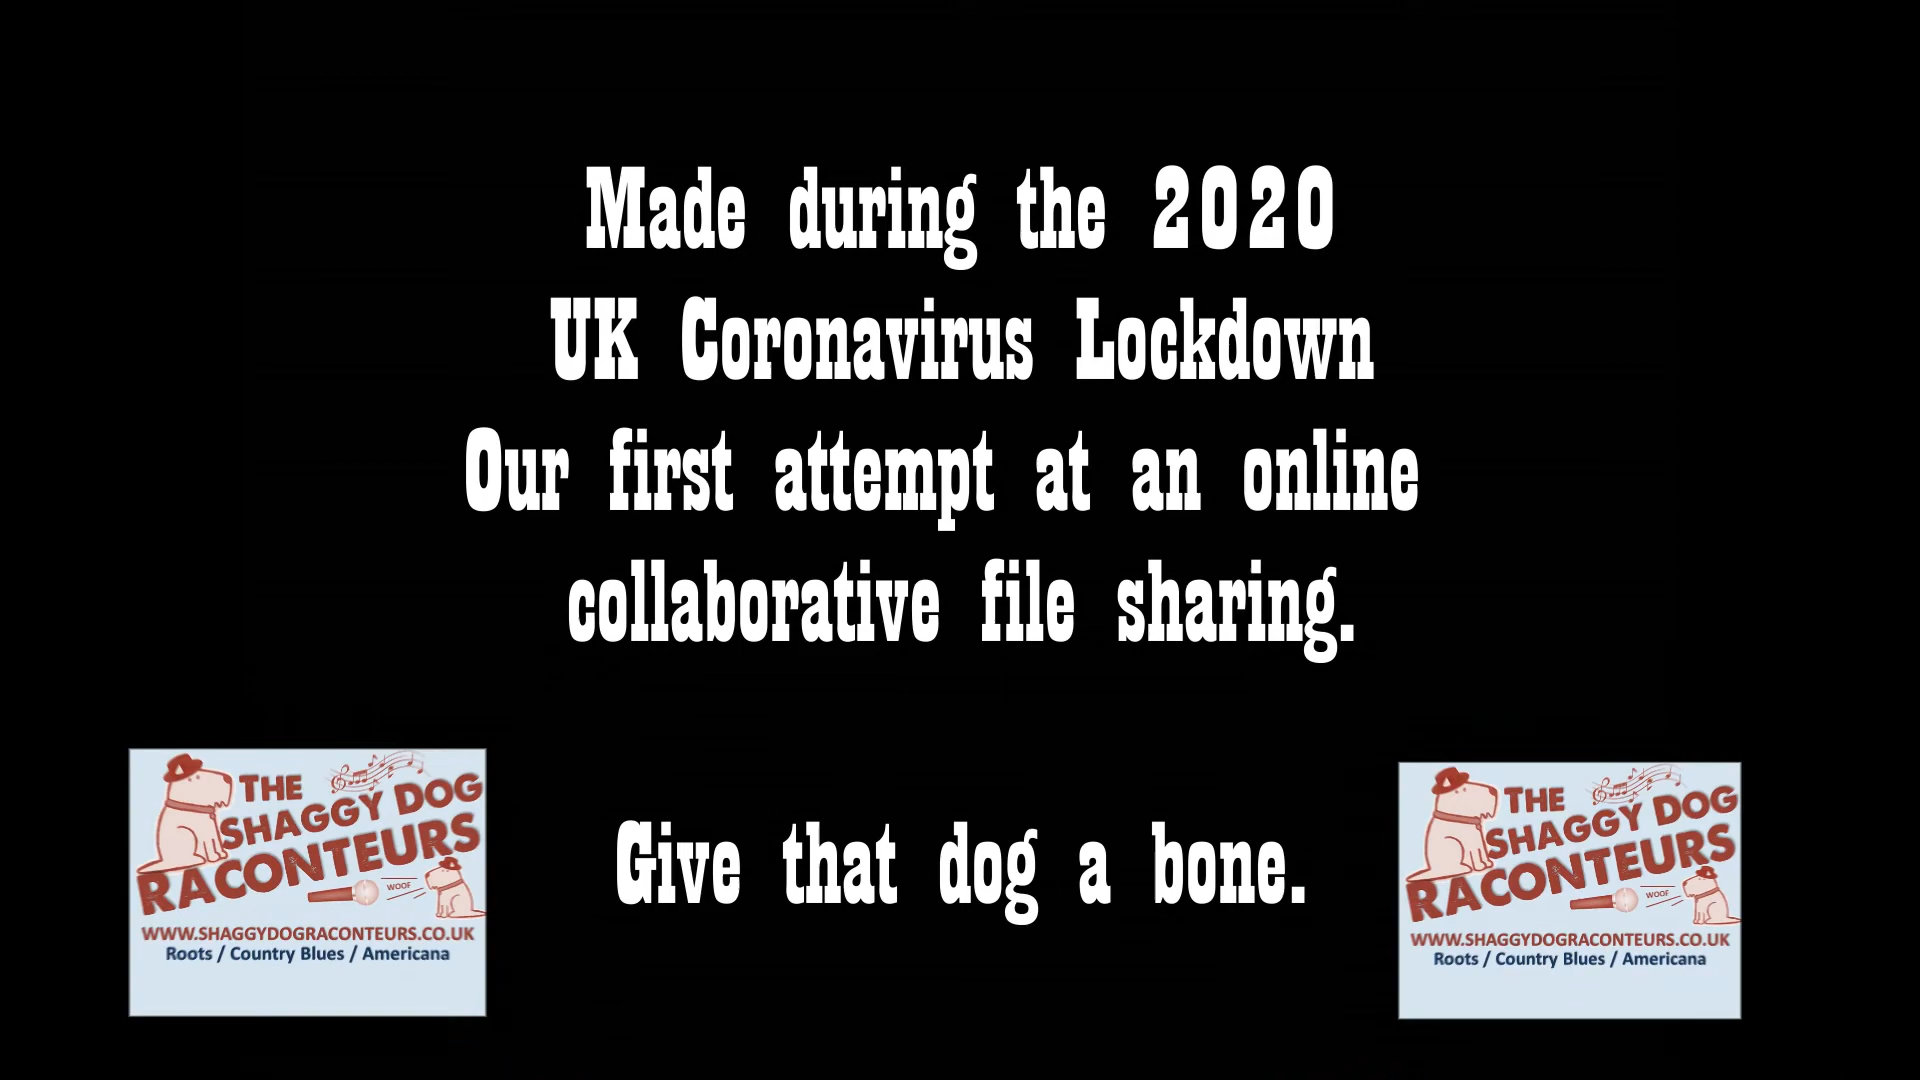 Made during the 2020
UK Coronavirus Lockdown
Our first attempt at an online
collaborative file sharing.
Give that dog a bone.
THE
SHAGGY DOG
RACONTEURS
WOOF
WWW.SHAGGYDOGRACONTEURS.CO.UK
Roots / Country Blues / Americana
THE
SHAGGY DOG
RACONTEURS
WOOF
WWW.SHAGGYDOGRACONTEURS.CO.UK
Roots / Country Blues / Americana